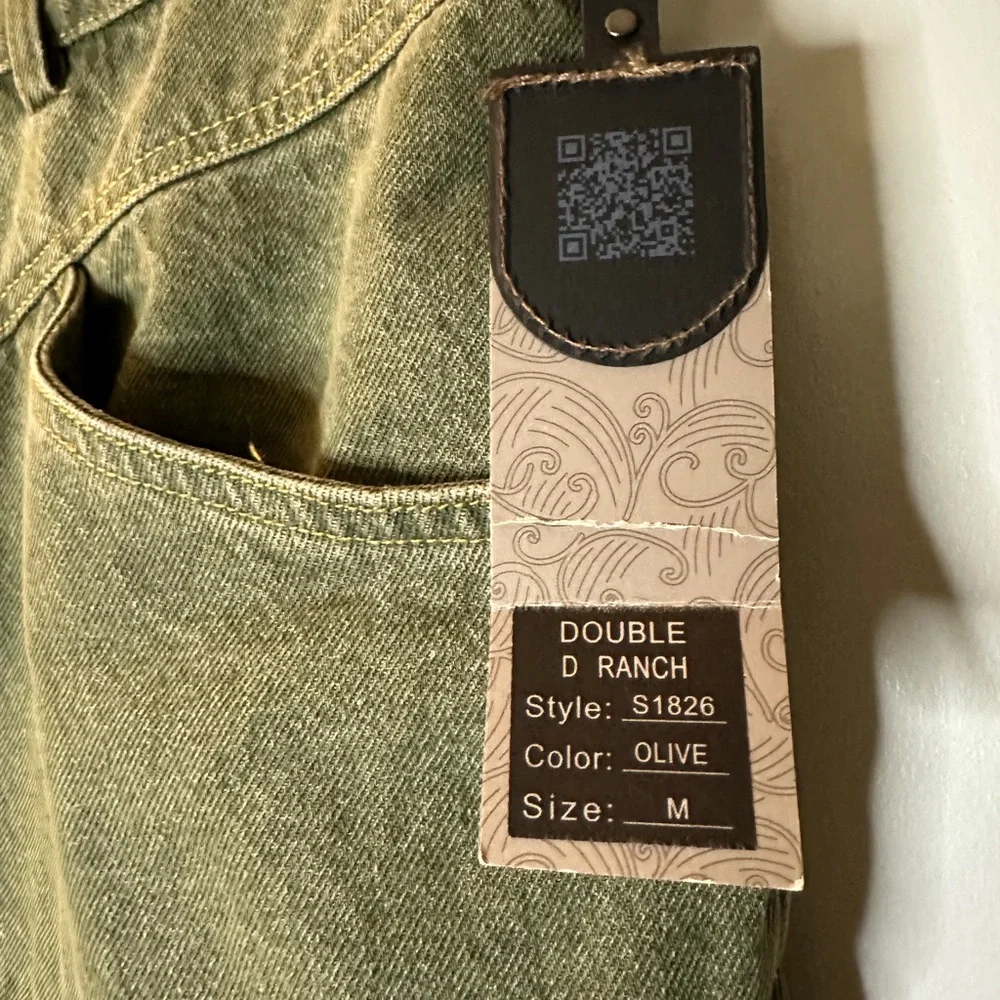 DOUBLE
D RANCH
Style: S1826
Color: OLIVE
Size: M